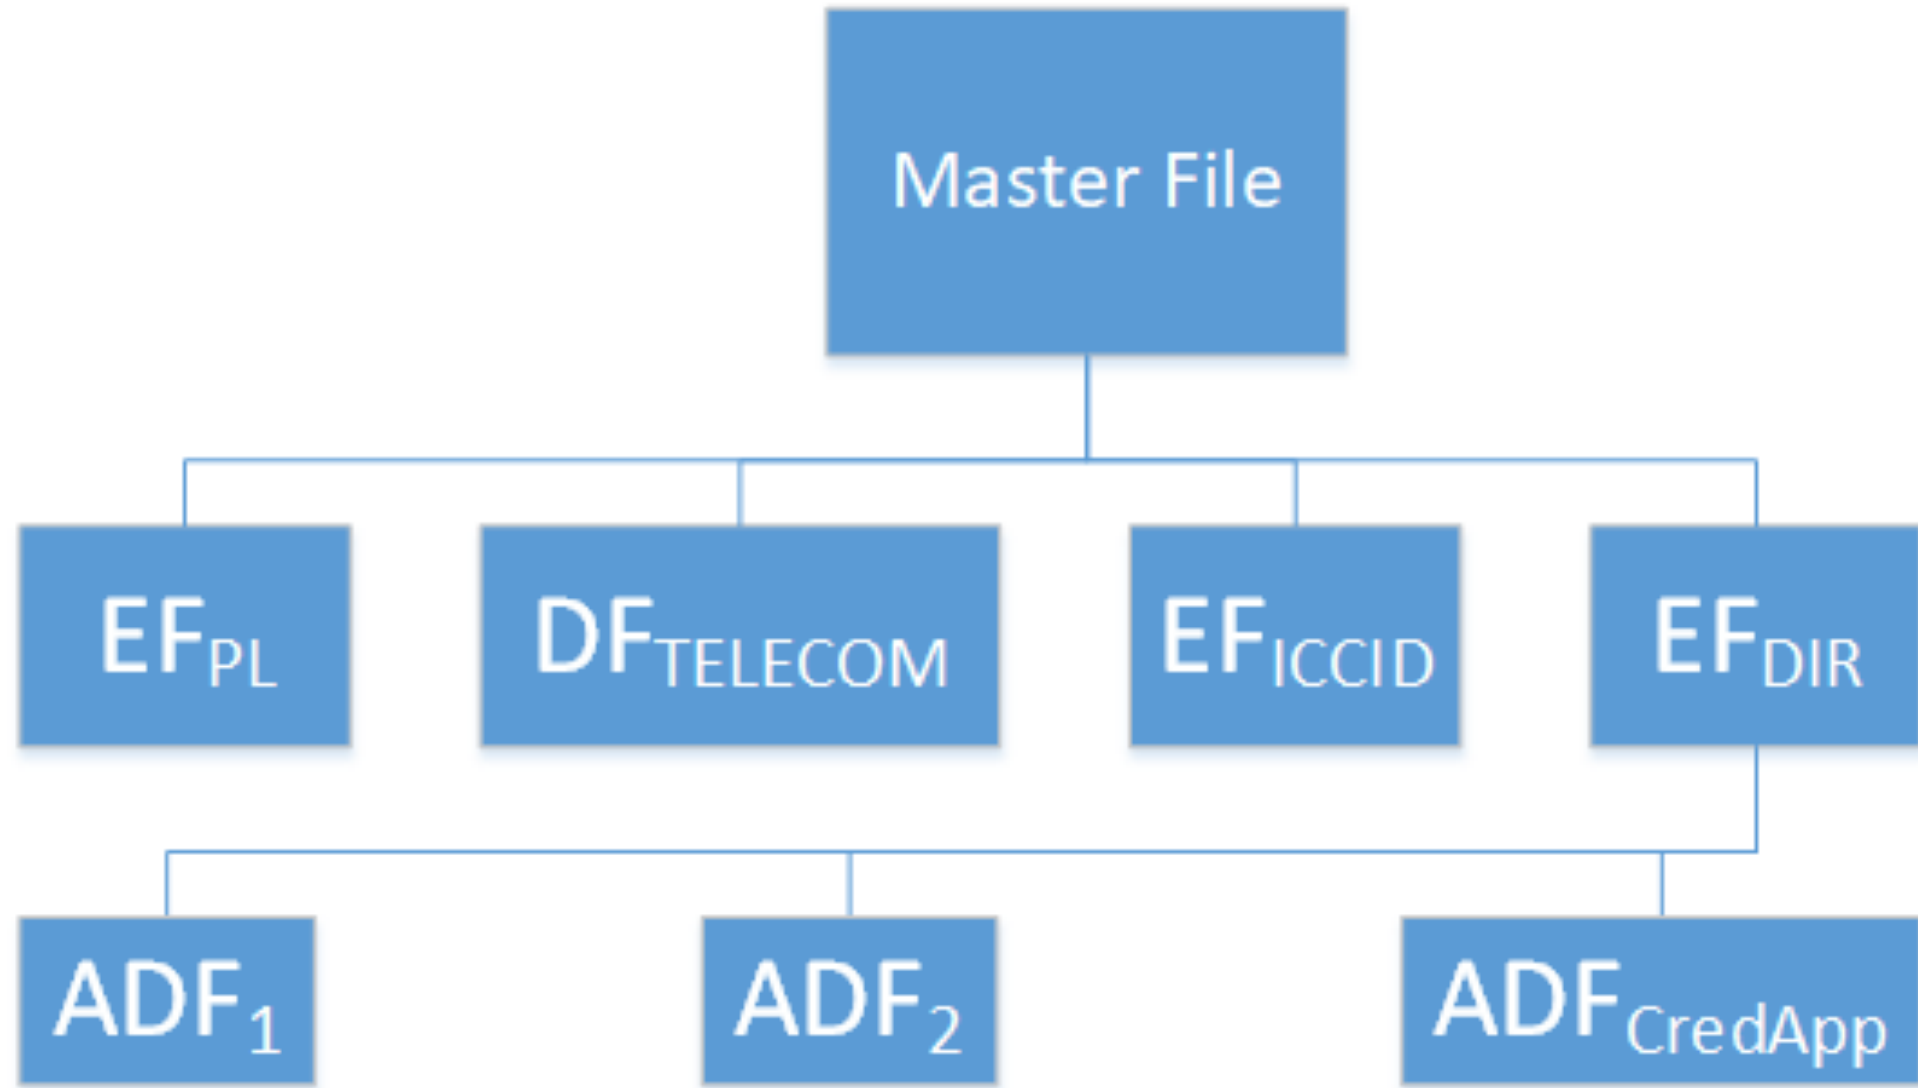 Master File
EFPL
DFTELECOM
EFICCID
EFDIR
ADF1
ADF2
ADFCredApp